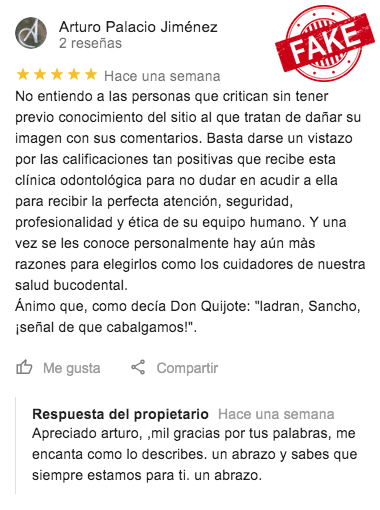 Arturo Palacio Jiménez
2 reseñas
FAKE
Hace una semana
No entiendo a las personas que critican sin tener
previo conocimiento del sitio al que tratan de dañar su
imagen con sus comentarios. Basta darse un vistazo
por las calificaciones tan positivas que recibe esta
clínica odontológica para no dudar en acudir a ella
para recibir la perfecta atención, seguridad,
profesionalidad y ética de su equipo humano. Y una
vez se les conoce personalmente hay aún màs
razones para elegirlos como los cuidadores de nuestra
salud bucodental.
Ánimo que, como decía Don Quijote: "ladran, Sancho,
¡señal de que cabalgamos!".
Me gusta Compartir
Respuesta del propietario Hace una semana
Apreciado arturo, ,mil gracias por tus palabras, me
encanta como lo describes. un abrazo y sabes que
siempre estamos para ti. un abrazo.